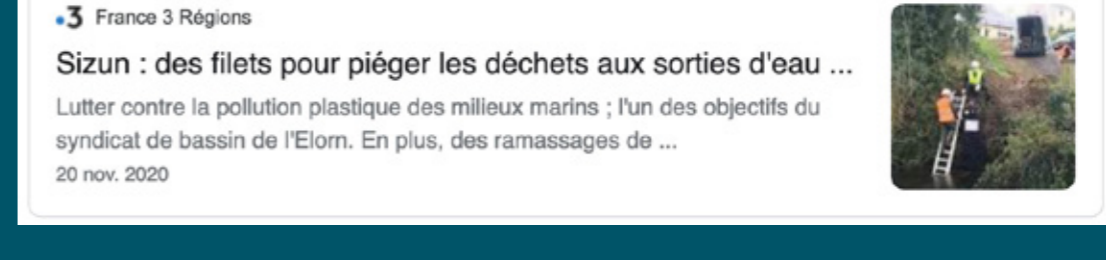 3 France 3 Régions
Sizun : des filets pour piéger les déchets aux sorties d'eau ...
Lutter contre la pollution plastique des milieux marins ; l'un des objectifs du
syndicat de bassin de l'Elorn. En plus, des ramassages de ...
20 nov. 2020